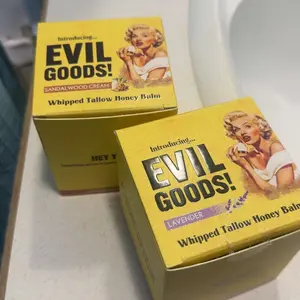 Introducing...
EVIL
GOODS!
SANDALWOOD CREAM
Whipped Tallow Honey Balm
HEY
Introducing...
EVIL
GOODS!
LAVENDER
Whipped Tallow Honey Balm